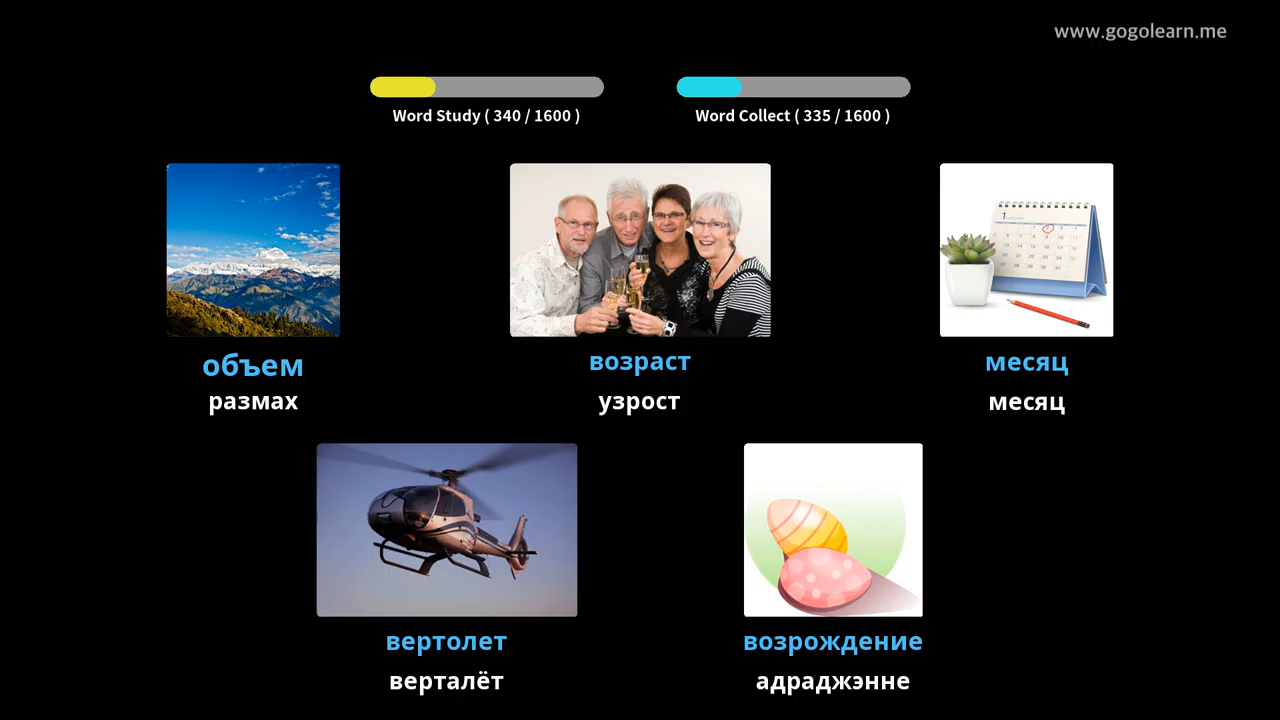 www.gogolearn.me
Word Study ( 340 / 1600 )
Word Collect ( 335 / 1600 )
объем
размах
возраст
узрост
месяц
месяц
вертолет
верталёт
возрождение
адраджэнне